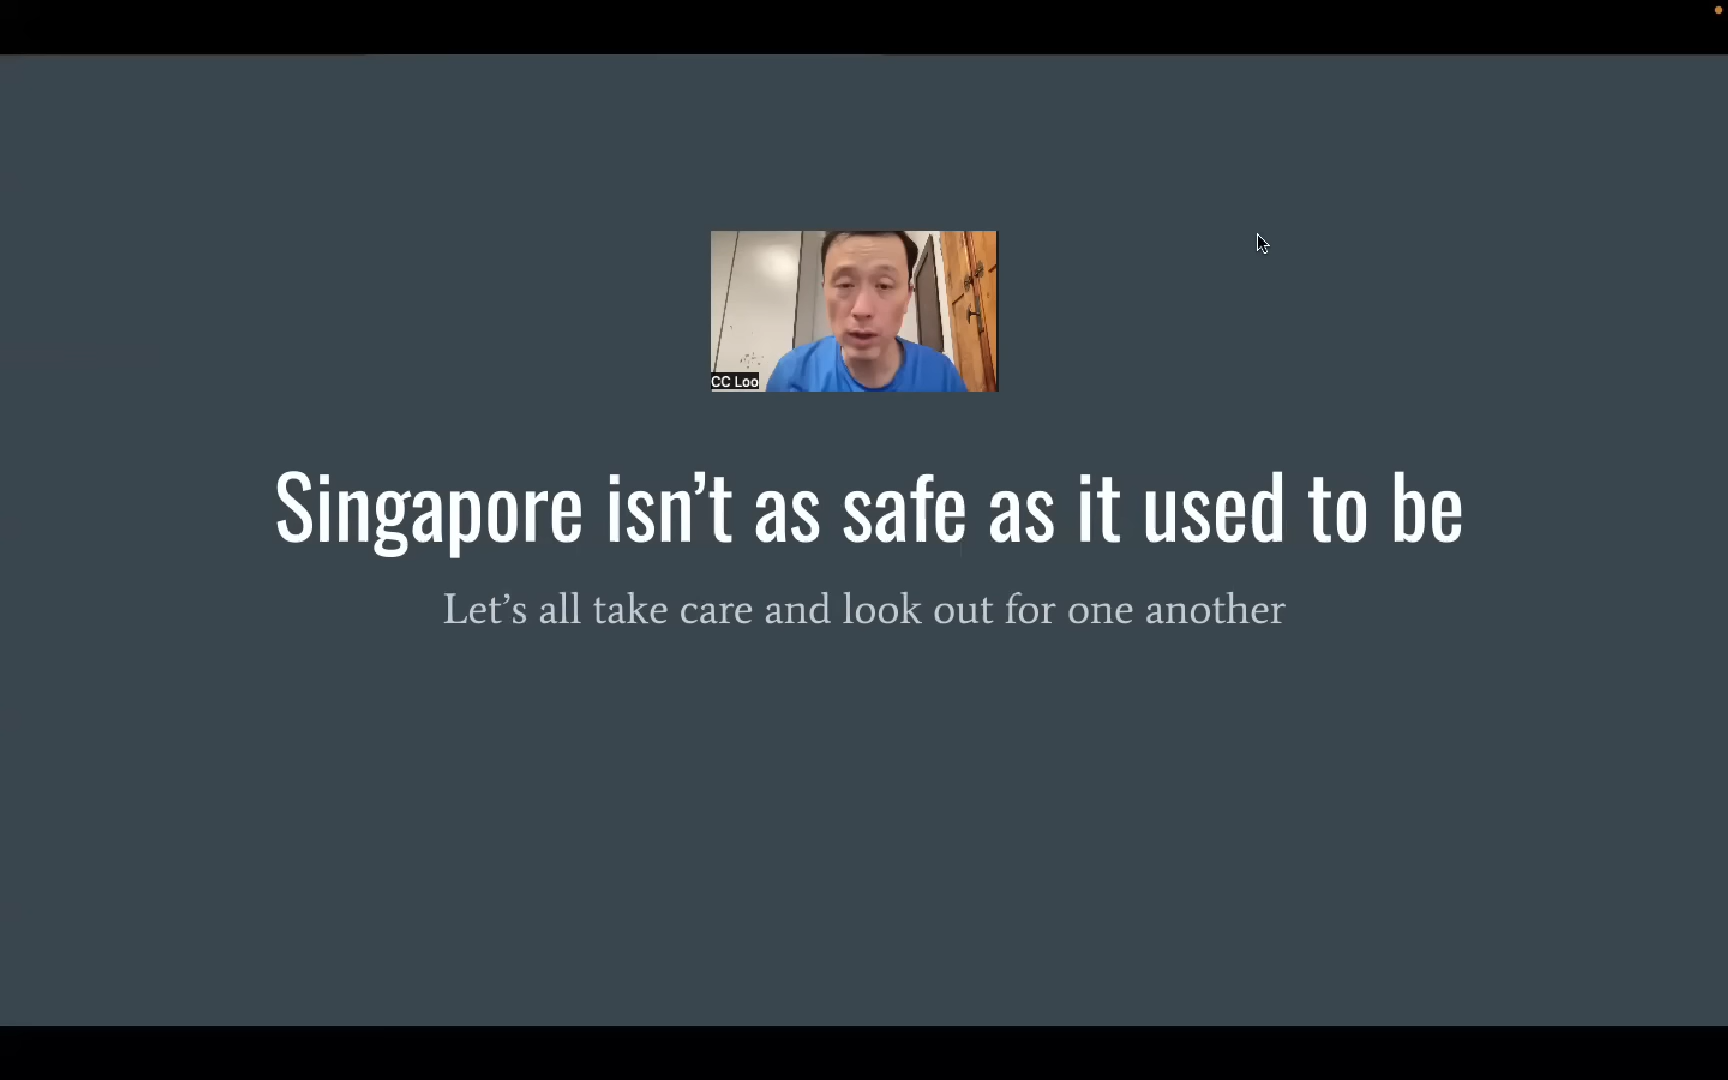 CC Loo
Singapore isn’t as safe as it used to be
Let’s all take care and look out for one another